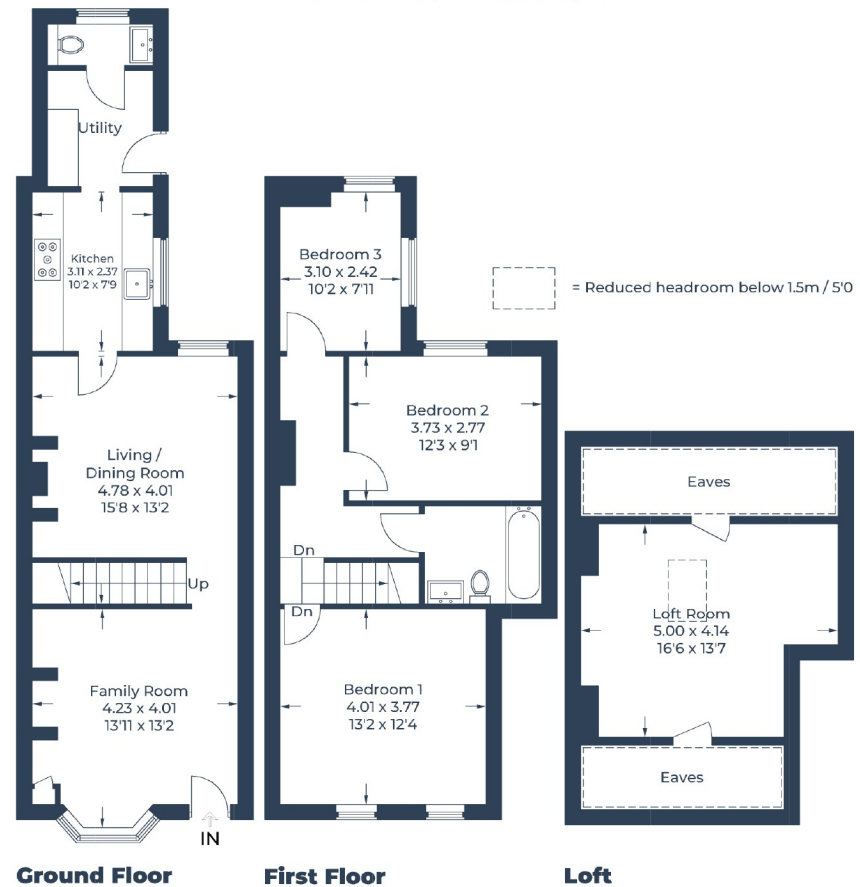 Utility
Kitchen
3.11 x 2.37
10'2 x 7'9
Living /
Dining Room
4.78 x 4.01
15'8 x 13'2
Up
Family Room
4.23 x 4.01
13'11 x 13'2
IN
Ground Floor
Bedroom 3
3.10 x 2.42
10'2 x 7'11
Bedroom 2
3.73 x 2.77
12'3 x 9'1
Dn
Dn
Bedroom 1
4.01 x 3.77
13'2 x 12'4
First Floor
= Reduced headroom below 1.5m / 5'0
Eaves
Loft Room
5.00 x 4.14
16'6 x 13'7
Eaves
Loft